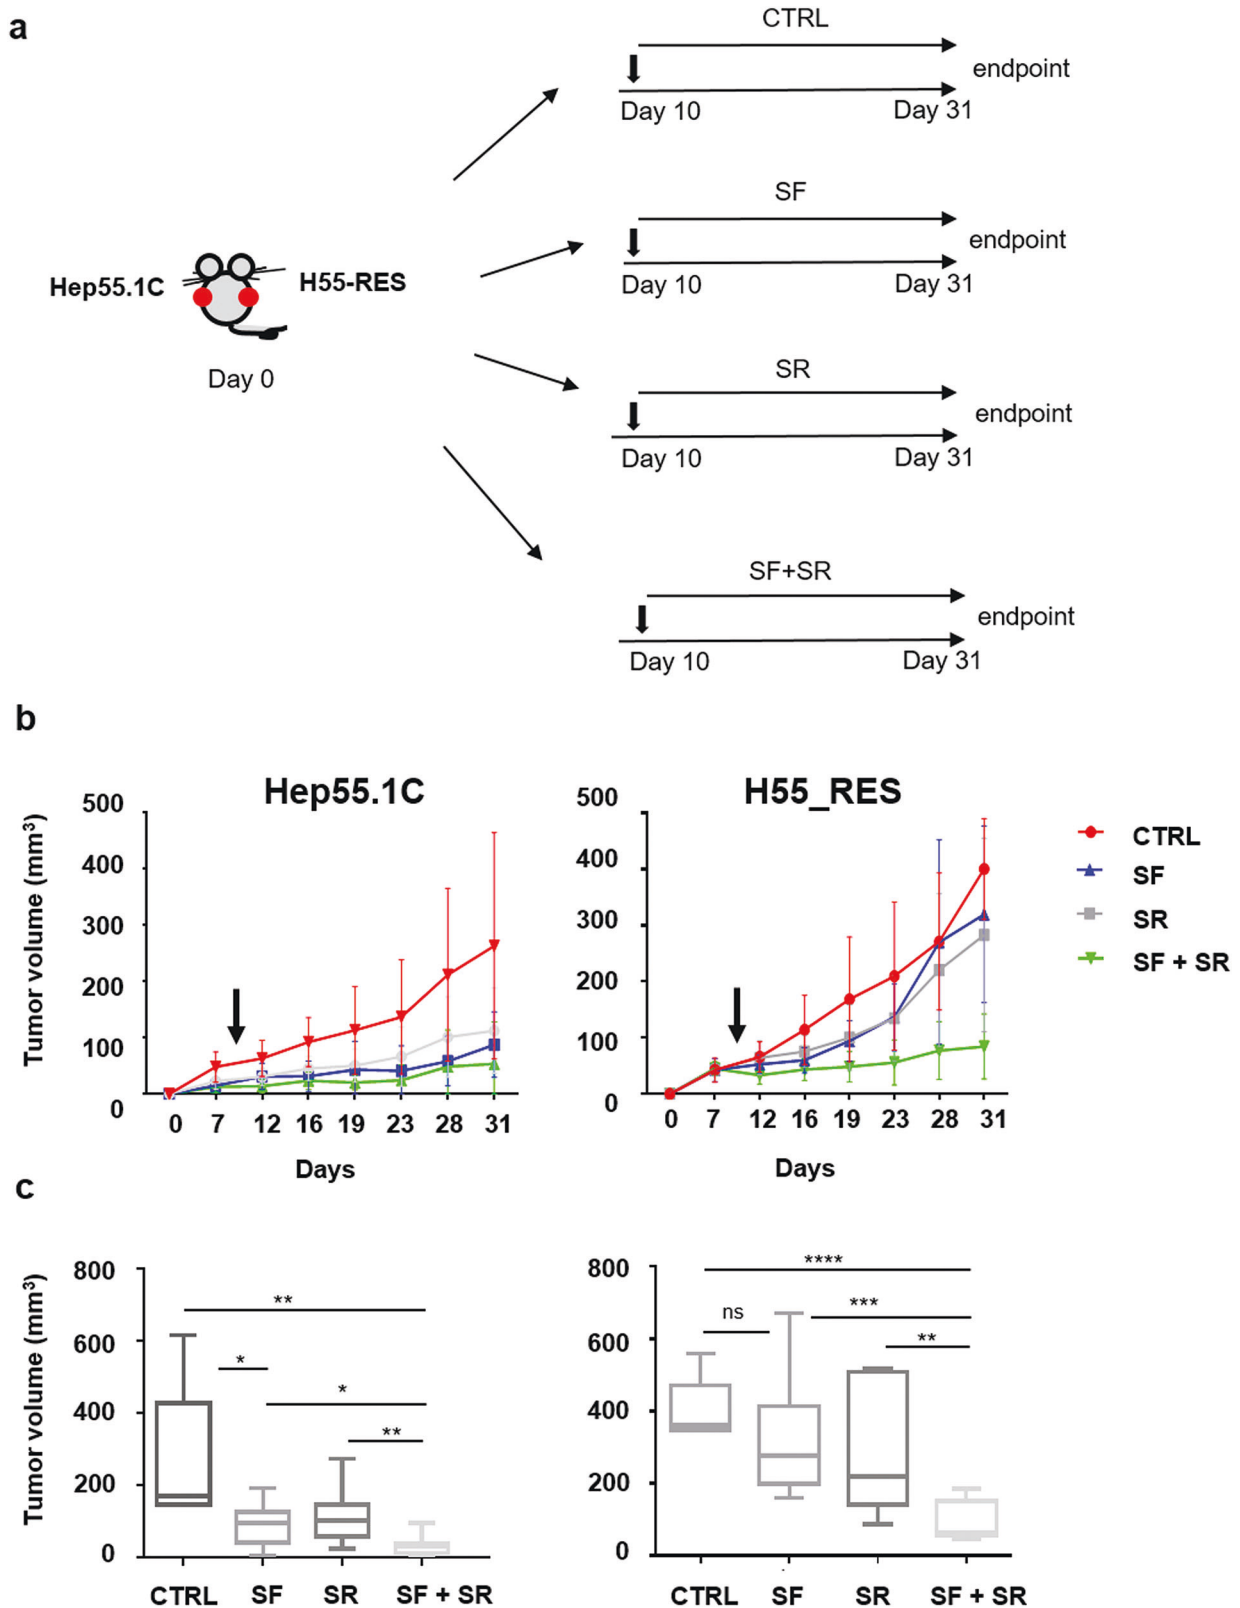 a
CTRL
endpoint
Day 10 Day 31
SF
endpoint
Day 10 Day 31
Hep55.1C H55-RES
Day 0
SR
endpoint
Day 10 Day 31
SF+SR
endpoint
Day 10 Day 31
b
Hep55.1C
Tumor volume (mm³)
500
400
300
200
100
0
0 7 12 16 19 23 28 31
Days
H55_RES
500
400
300
200
100
0
0 7 12 16 19 23 28 31
Days
CTRL
SF
SR
SF + SR
c
Tumor volume (mm³)
800
600
400
200
0
**
*
*
**
CTRL SF SR SF + SR
800
600
400
200
0
****
ns
***
**
CTRL SF SR SF + SR